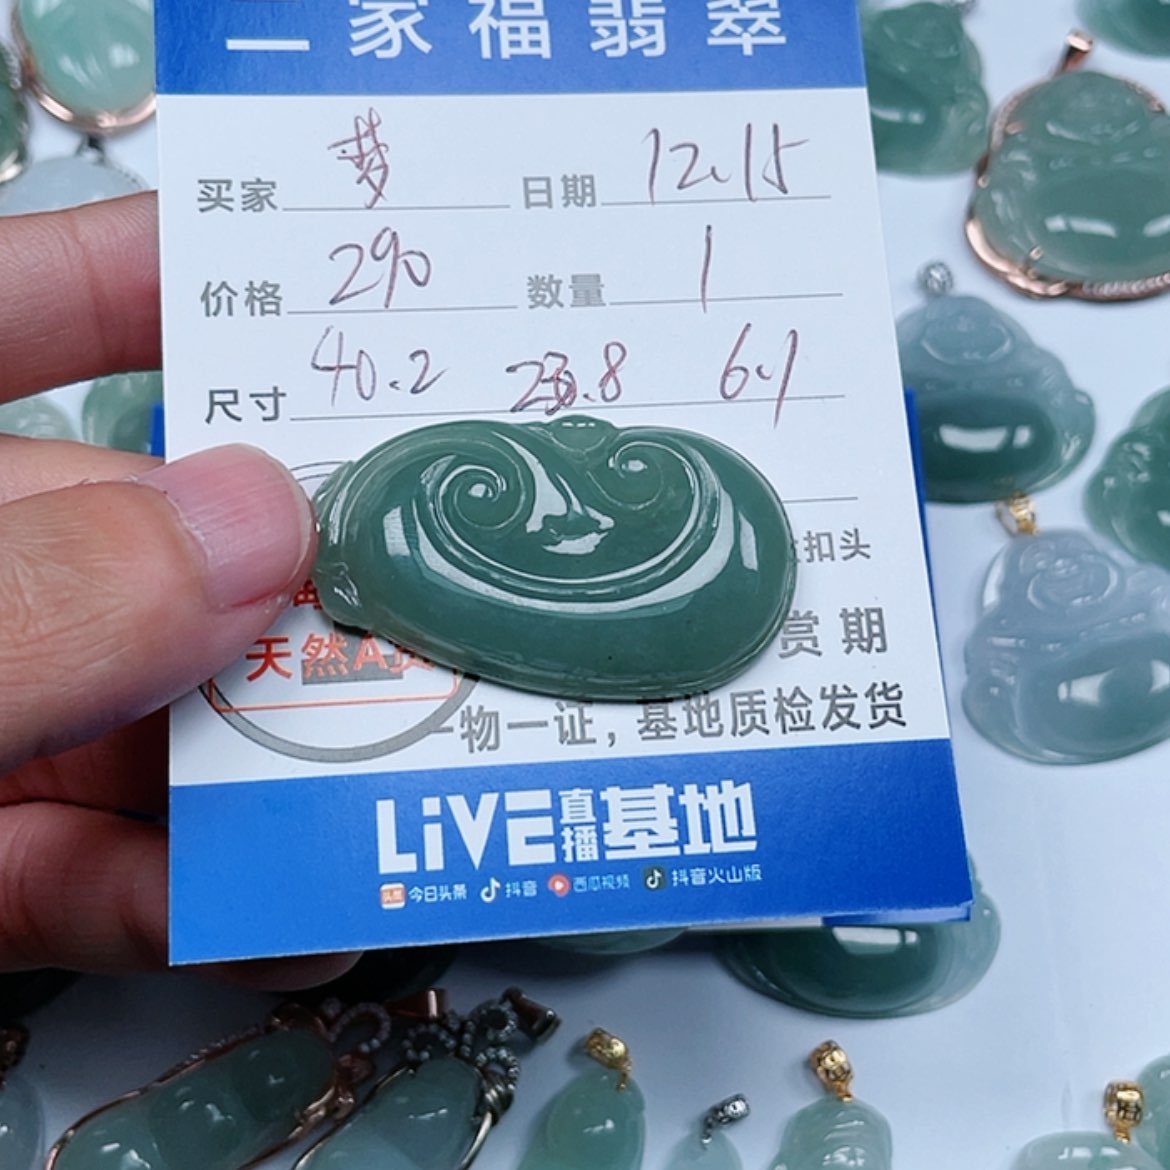 家福翡翠
买家 梦 日期 12.15
价格 290 数量 1
尺寸 40.2 23.8 6.1
扣头
天然A货
赏期
一物一证，基地质检发货
LiVE直播基地
头条 今日头条 抖音 西瓜视频 抖音火山版